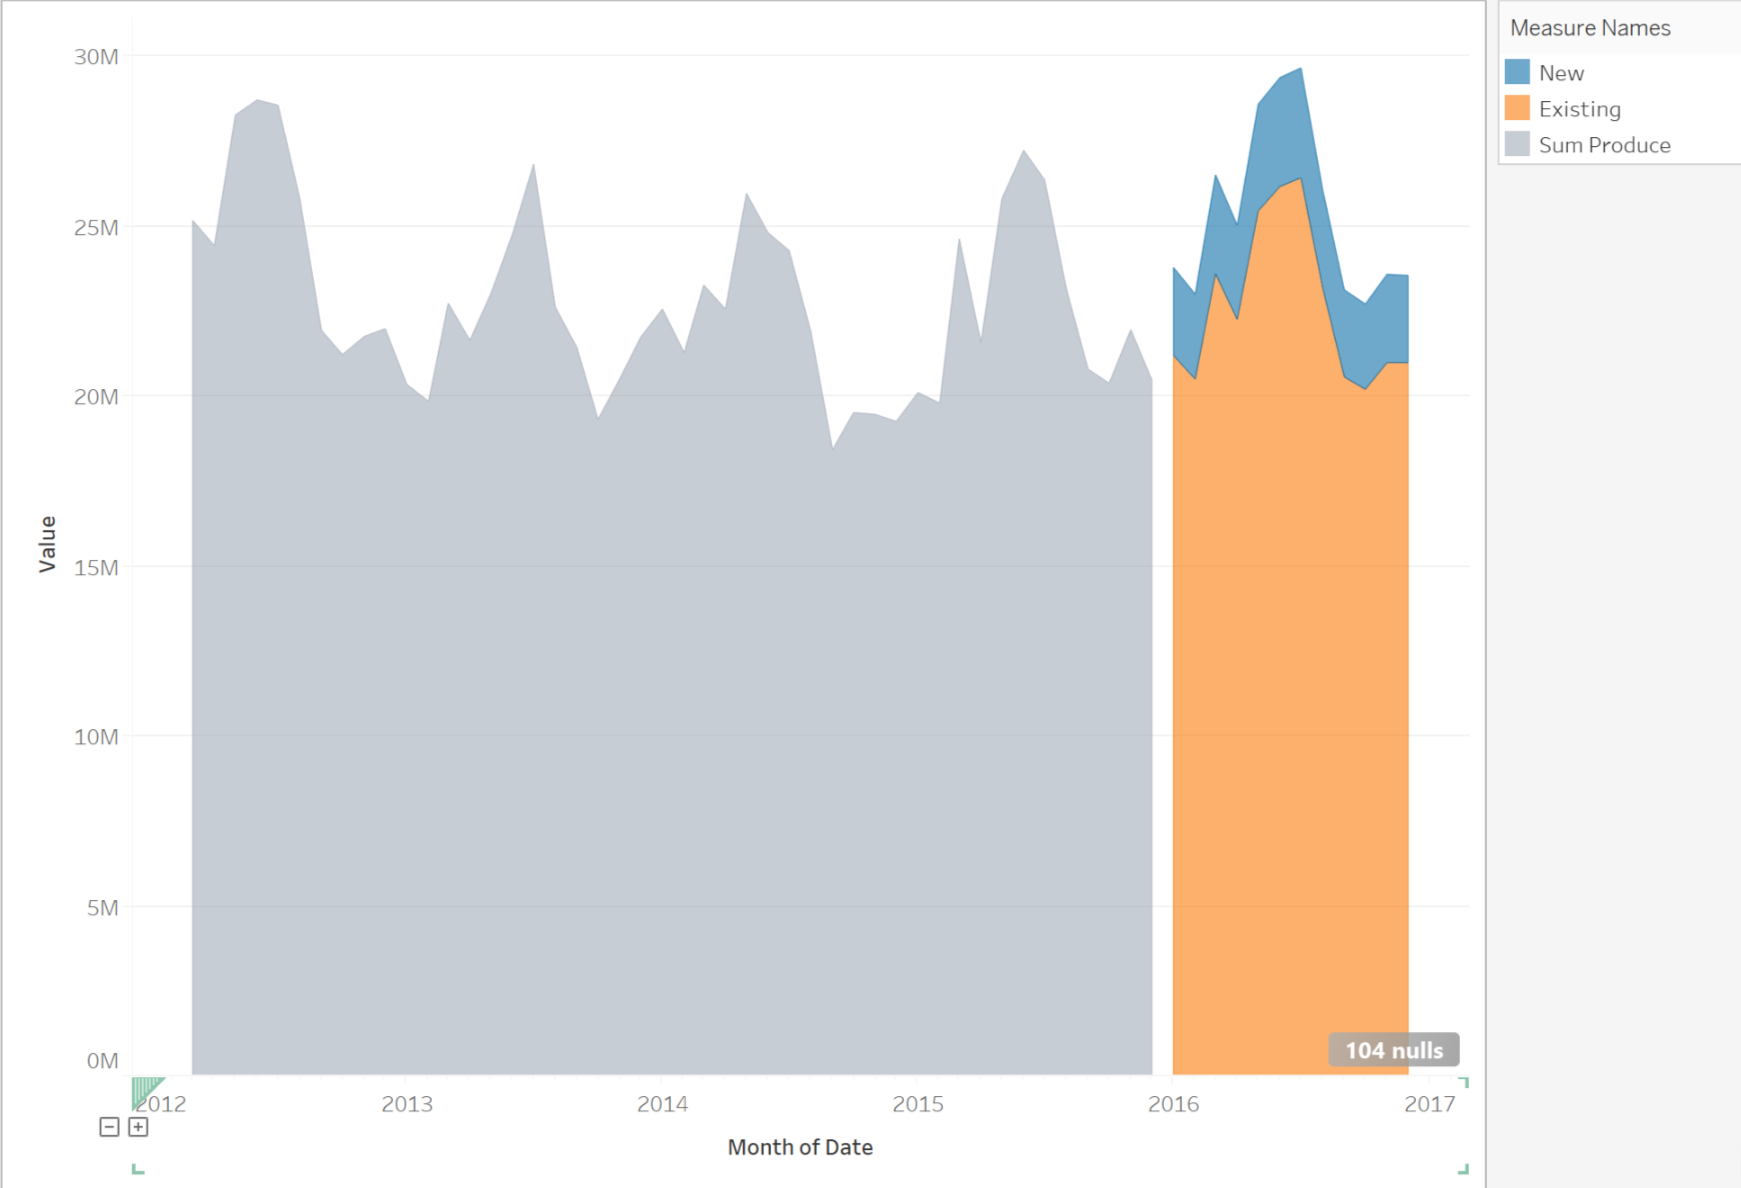 30M
25M
20M
15M
10M
5M
0M
Value
2012
2013
2014
2015
2016
2017
Month of Date
104 nulls
Measure Names
New
Existing
Sum Produce